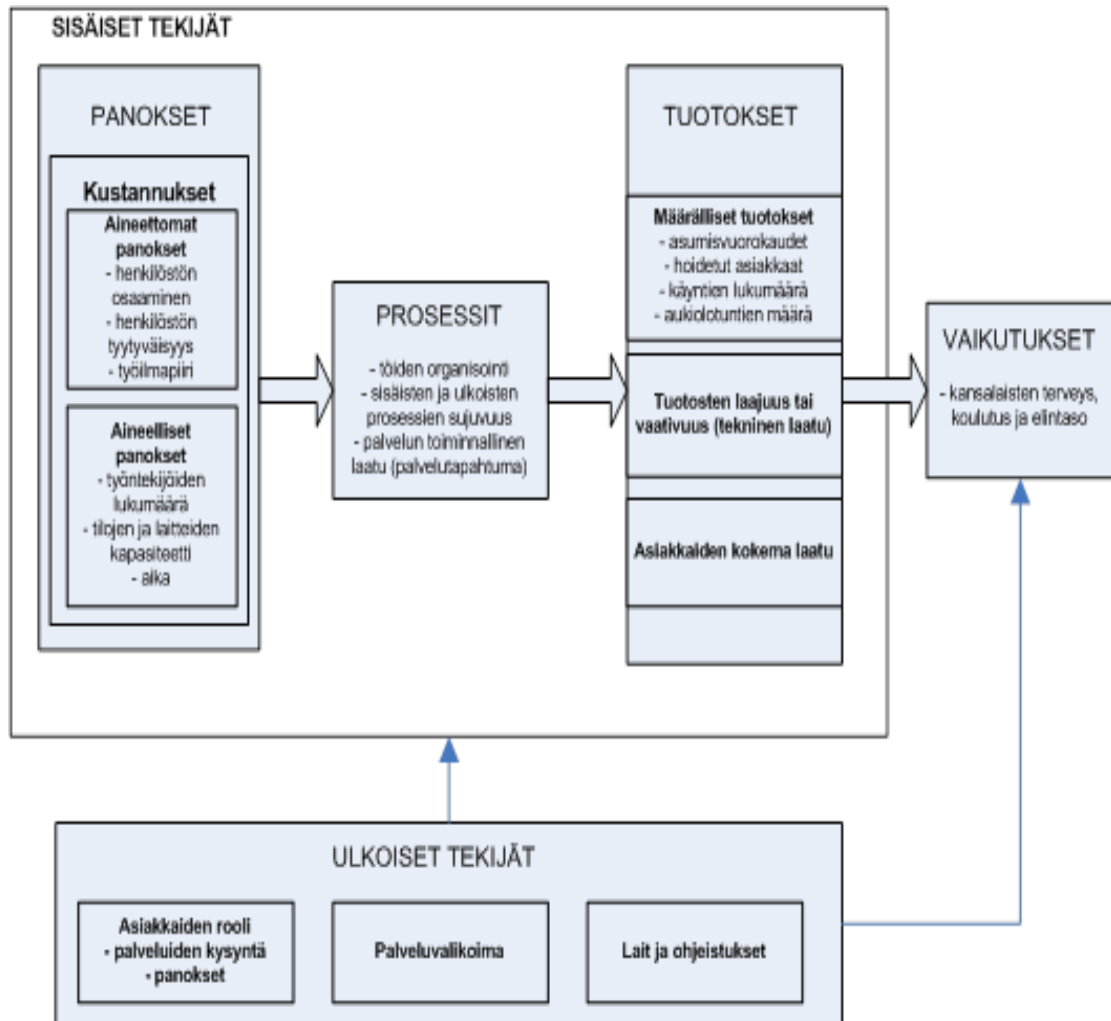 SISÄISET TEKIJÄT
PANOKSET
Kustannukset
Aineettomat
panokset
- henkilöstön
osaaminen
- henkilöstön
tyytyväisyys
- työilmapiiri
Aineelliset
panokset
- työntekijöiden
lukumäärä
- tilojen ja laitteiden
kapasiteetti
- aika
PROSESSIT
- töiden organisointi
- sisäisten ja ulkoisten
prosessien sujuvuus
- palvelun toiminnallinen
laatu (palvelutapahtuma)
TUOTOKSET
Määrälliset tuotokset
- asumisvuorokaudet
- hoidetut asiakkaat
- käyntien lukumäärä
- aukiolotuntien määrä
Tuotosten laajuus tai
vaativuus (tekninen laatu)
Asiakkaiden kokema laatu
VAIKUTUKSET
- kansalaisten terveys,
koulutus ja elintaso
ULKOISET TEKIJÄT
Asiakkaiden rooli
- palveluiden kysyntä
- panokset
Palveluvalikoima
Lait ja ohjeistukset